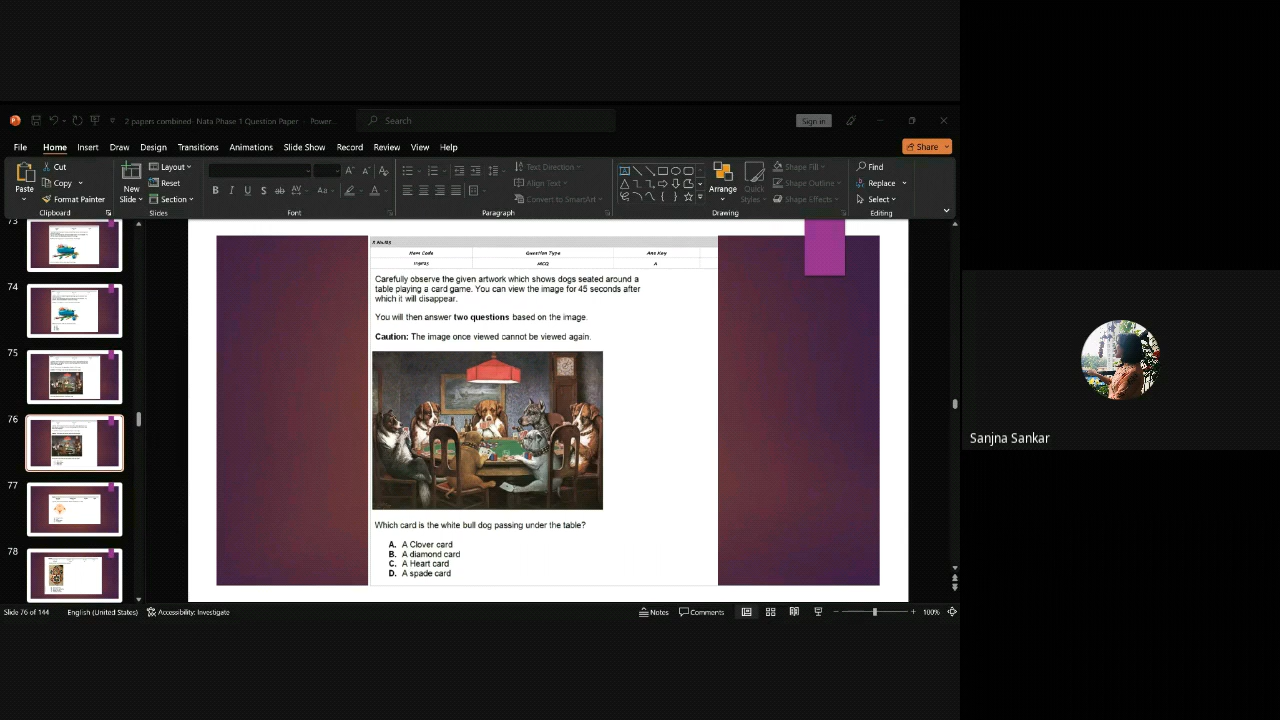 2 papers combined- Nata Phase 1 Question Paper - Power...
Search
Sign in
File Home Insert Draw Design Transitions Animations Slide Show Record Review View Help
Share
Paste
Cut
Copy
Format Painter
Clipboard
New Slide
Layout
Reset
Section
Slides
Font
Text Direction
Align Text
Convert to SmartArt
Paragraph
Arrange
Quick Styles
Shape Fill
Shape Outline
Shape Effects
Drawing
Find
Replace
Select
Editing
73
74
75
76
77
78
Item Code Question Type Ans Key
MCQ A
Carefully observe the given artwork which shows dogs seated around a
table playing a card game. You can view the image for 45 seconds after
which it will disappear.
You will then answer two questions based on the image.
Caution: The image once viewed cannot be viewed again.
Which card is the white bull dog passing under the table?
A. A Clover card
B. A diamond card
C. A Heart card
D. A spade card
Slide 76 of 144 English (United States) Accessibility: Investigate
Notes Comments 100%
Sanjna Sankar